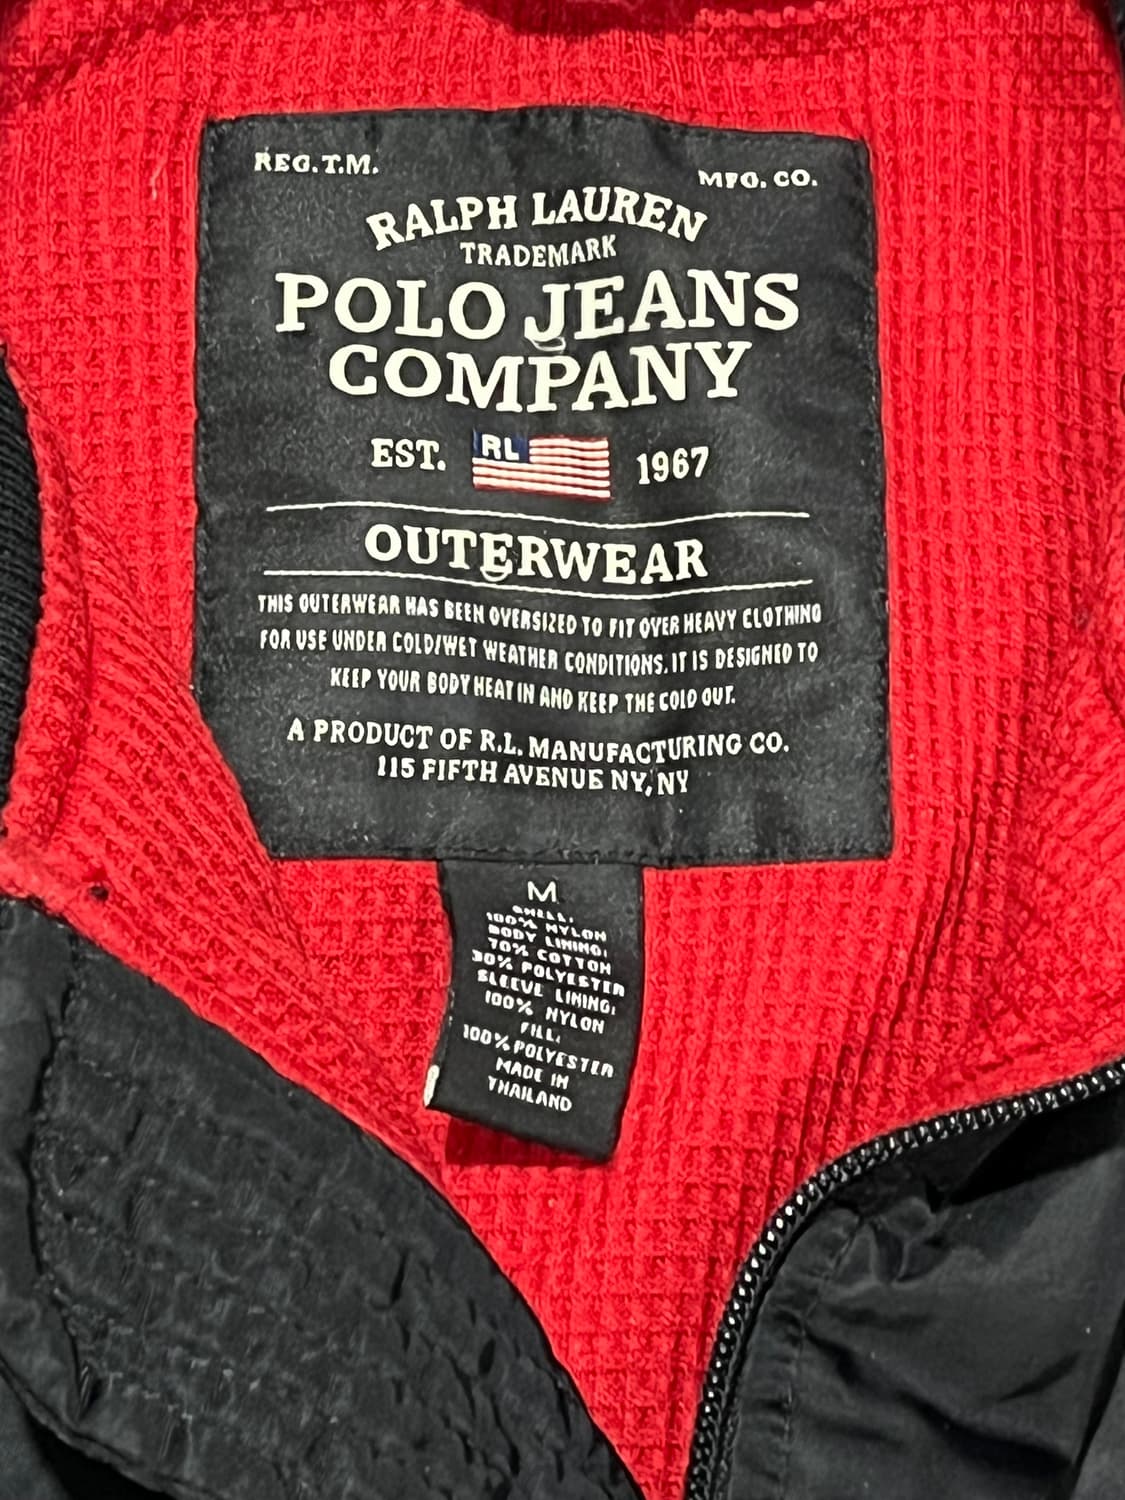 REG.T.M.
MFG. CO.
RALPH LAUREN
TRADEMARK
POLO JEANS
COMPANY
EST. RL 1967
OUTERWEAR
THIS OUTERWEAR HAS BEEN OVERSIZED TO FIT OVER HEAVY CLOTHING
FOR USE UNDER COLD/WET WEATHER CONDITIONS. IT IS DESIGNED TO
KEEP YOUR BODY HEAT IN AND KEEP THE COLD OUT.
A PRODUCT OF R.L. MANUFACTURING CO.
115 FIFTH AVENUE NY, NY
M
SHELL:
100% NYLON
BODY LINING:
70% COTTON
30% POLYESTER
SLEEVE LINING:
100% NYLON
FILL:
100% POLYESTER
MADE IN
THAILAND